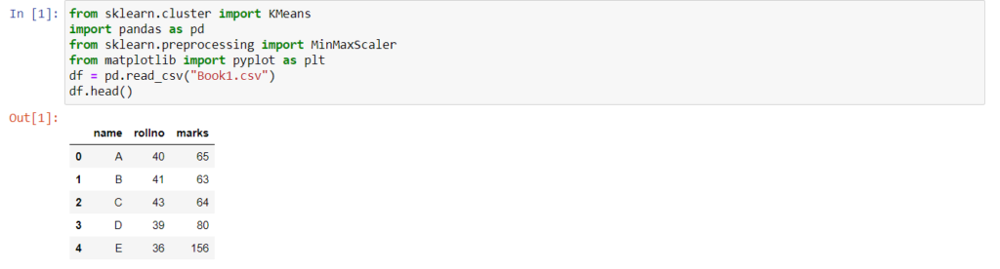 In [1]: from sklearn.cluster import KMeans
import pandas as pd
from sklearn.preprocessing import MinMaxScaler
from matplotlib import pyplot as plt
df = pd.read_csv("Book1.csv")
df.head()
Out[1]:
name rollno marks
0 A 40 65
1 B 41 63
2 C 43 64
3 D 39 80
4 E 36 156